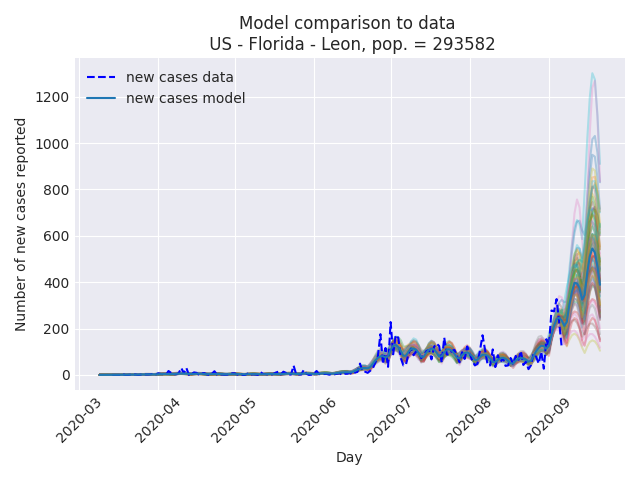 Model comparison to data
US - Florida - Leon, pop. = 293582
new cases data
new cases model
Number of new cases reported
1200
1000
800
600
400
200
0
2020-03
2020-04
2020-05
2020-06
2020-07
2020-08
2020-09
Day